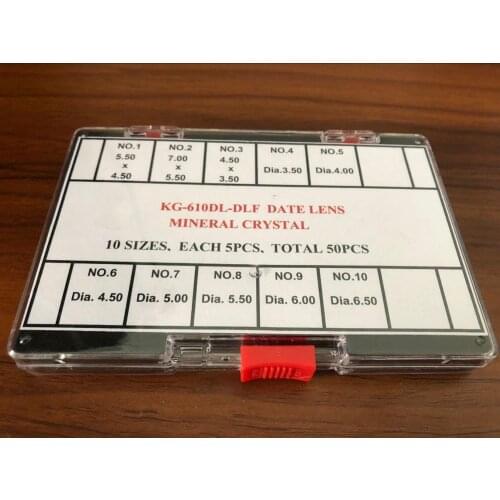 NO.1 NO.2 NO.3 NO.4 NO.5
5.50 7.00 4.50
x x x Dia.3.50 Dia.4.00
4.50 5.50 3.50
KG-610DL-DLF DATE LENS
MINERAL CRYSTAL
10 SIZES, EACH 5PCS, TOTAL 50PCS
NO.6 NO.7 NO.8 NO.9 NO.10
Dia. 4.50 Dia. 5.00 Dia. 5.50 Dia. 6.00 Dia.6.50